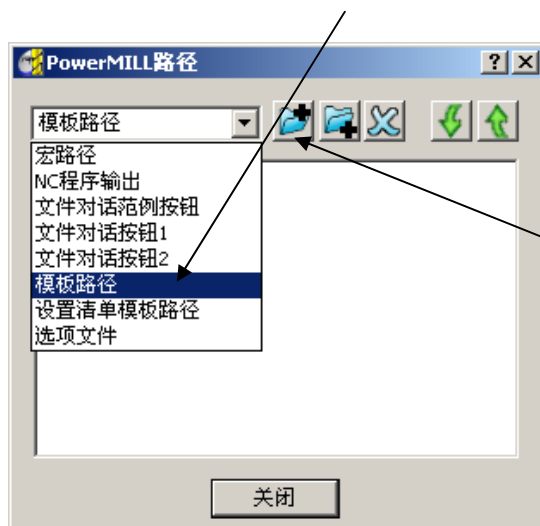 PowerMILL路径
模板路径
宏路径
NC程序输出
文件对话范例按钮
文件对话按钮1
文件对话按钮2
模板路径
设置清单模板路径
选项文件
关闭